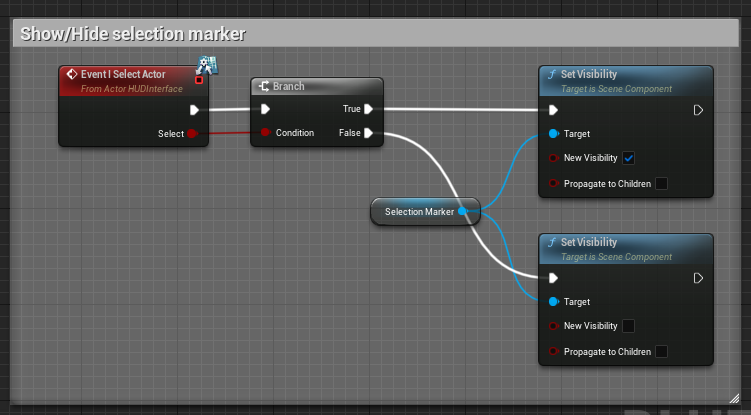 Show/Hide selection marker
Event I Select Actor
From Actor HUDInterface
Select
Branch
True
Condition
False
Selection Marker
f
Set Visibility
Target is Scene Component
Target
New Visibility
Propagate to Children
f
Set Visibility
Target is Scene Component
Target
New Visibility
Propagate to Children